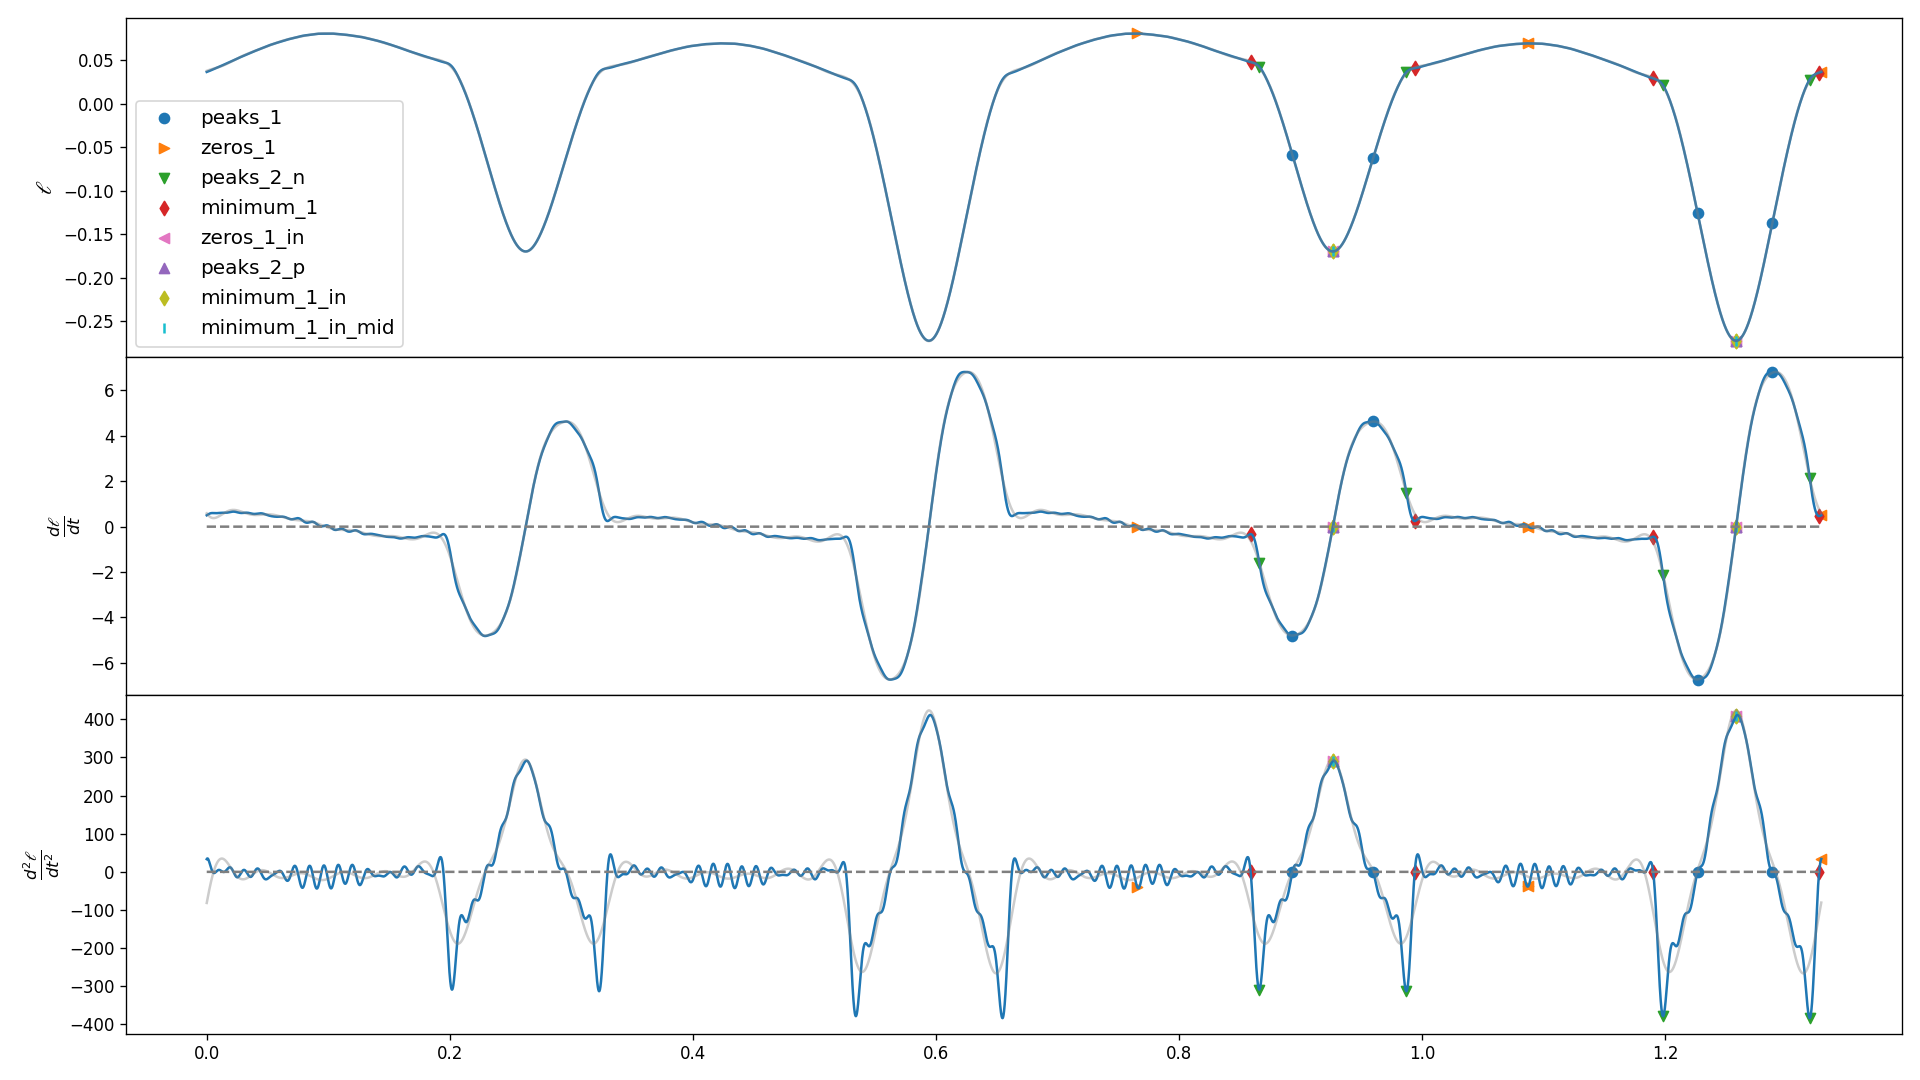 0.05
0.00
−0.05
−0.10
−0.15
−0.20
−0.25
ℓ
peaks_1
zeros_1
peaks_2_n
minimum_1
zeros_1_in
peaks_2_p
minimum_1_in
minimum_1_in_mid
6
4
2
0
−2
−4
−6
dℓ
dt
400
300
200
100
0
−100
−200
−300
−400
d²ℓ
dt²
0.0 0.2 0.4 0.6 0.8 1.0 1.2